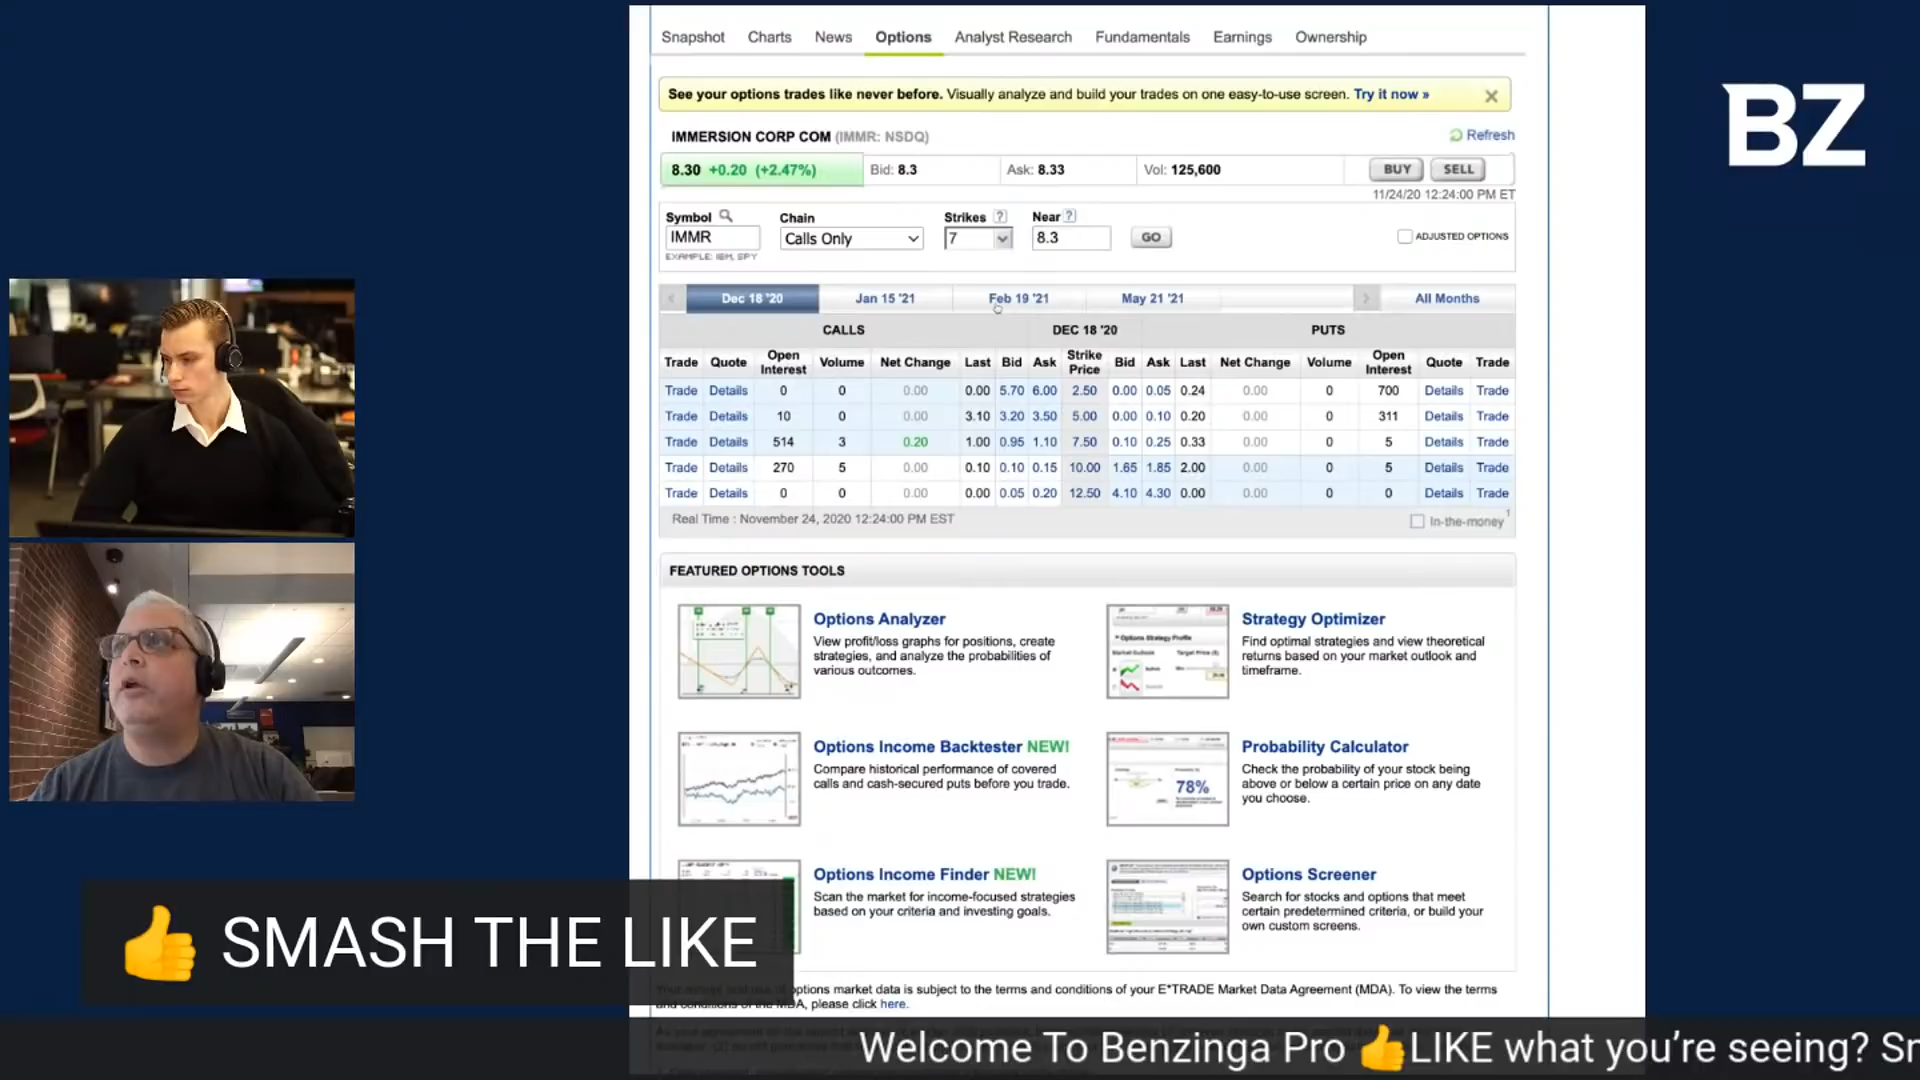 Snapshot Charts News Options Analyst Research Fundamentals Earnings Ownership
See your options trades like never before. Visually analyze and build your trades on one easy-to-use screen. Try it now »
BZ
IMMERSION CORP COM (IMMR: NSDQ) Refresh
8.30 +0.20 (+2.47%) Bid: 8.3 Ask: 8.33 Vol: 125,600 BUY SELL
11/24/20 12:24:00 PM ET
Symbol Chain Strikes ? Near ?
IMMR Calls Only 7 8.3 GO ADJUSTED OPTIONS
EXAMPLE: IBM, SPY
Dec 18 '20 Jan 15 '21 Feb 19 '21 May 21 '21 All Months
CALLS DEC 18 '20 PUTS
Trade Quote Open Interest Volume Net Change Last Bid Ask Strike Price Bid Ask Last Net Change Volume Open Interest Quote Trade
Trade Details 0 0 0.00 0.00 5.70 6.00 2.50 0.00 0.05 0.24 0.00 0 700 Details Trade
Trade Details 10 0 0.00 3.10 3.20 3.50 5.00 0.00 0.10 0.20 0.00 0 311 Details Trade
Trade Details 514 3 0.20 1.00 0.95 1.10 7.50 0.10 0.25 0.33 0.00 0 5 Details Trade
Trade Details 270 5 0.00 0.10 0.10 0.15 10.00 1.65 1.85 2.00 0.00 0 5 Details Trade
Trade Details 0 0 0.00 0.00 0.05 0.20 12.50 4.10 4.30 0.00 0.00 0 0 Details Trade
Real Time : November 24, 2020 12:24:00 PM EST In-the-money 1
FEATURED OPTIONS TOOLS
Options Analyzer
View profit/loss graphs for positions, create
strategies, and analyze the probabilities of
various outcomes.
Options Strategy Profile
Strategy Optimizer
Find optimal strategies and view theoretical
returns based on your market outlook and
timeframe.
Options Income Backtester NEW!
Compare historical performance of covered
calls and cash-secured puts before you trade.
78%
Probability Calculator
Check the probability of your stock being
above or below a certain price on any date
you choose.
Options Income Finder NEW!
Scan the market for income-focused strategies
based on your criteria and investing goals.
Options Screener
Search for stocks and options that meet
certain predetermined criteria, or build your
own custom screens.
👍 SMASH THE LIKE
options market data is subject to the terms and conditions of your E*TRADE Market Data Agreement (MDA). To view the terms
and conditions of the MDA, please click here.
Welcome To Benzinga Pro 👍LIKE what you're seeing? Sn